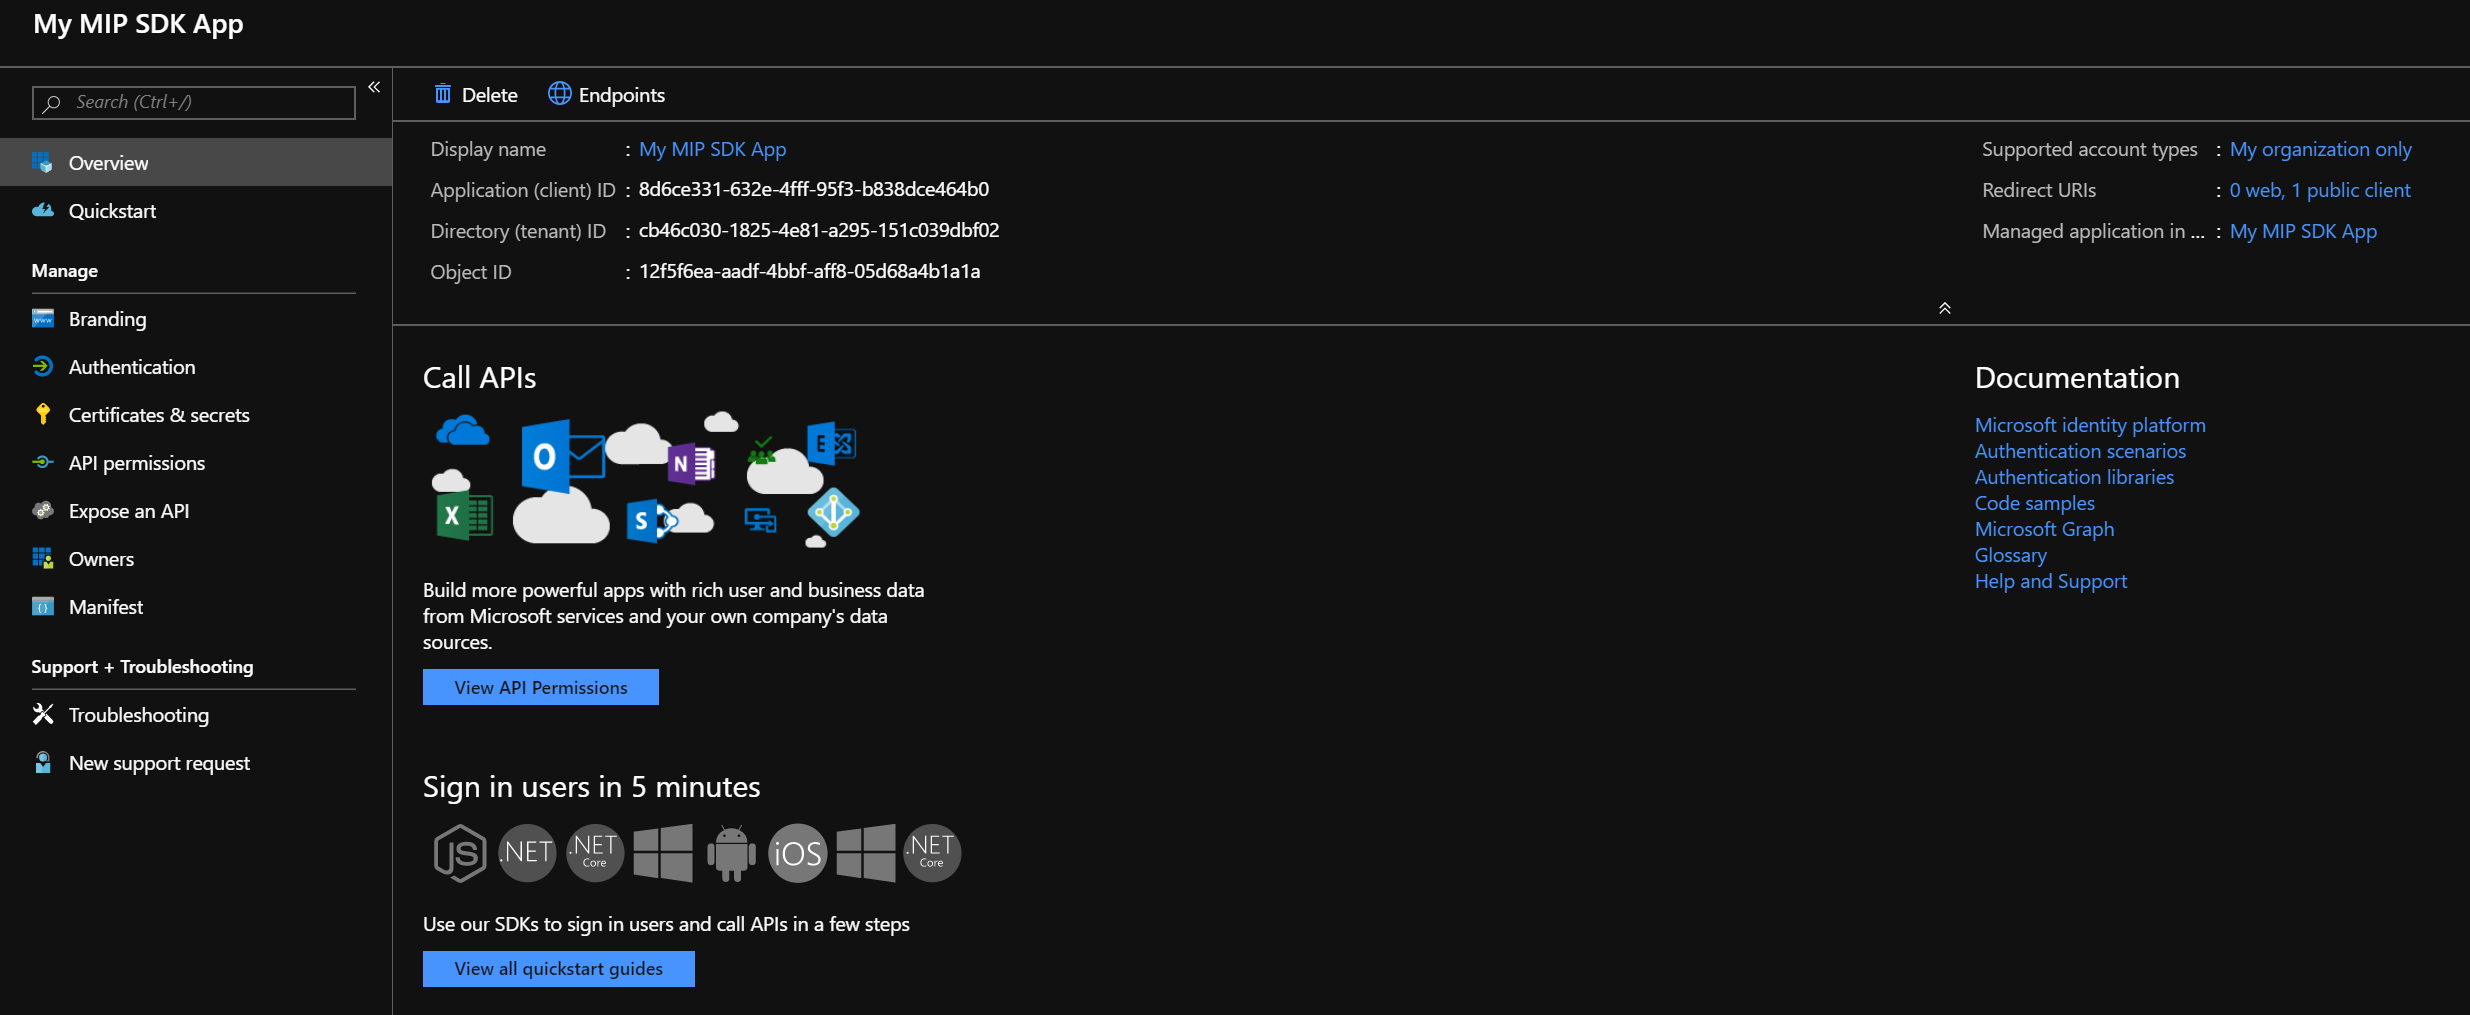 My MIP SDK App
Search (Ctrl+/)
«
Overview
Quickstart
Manage
Branding
Authentication
Certificates & secrets
API permissions
Expose an API
Owners
Manifest
Support + Troubleshooting
Troubleshooting
New support request
Delete Endpoints
Display name : My MIP SDK App
Application (client) ID : 8d6ce331-632e-4fff-95f3-b838dce464b0
Directory (tenant) ID : cb46c030-1825-4e81-a295-151c039dbf02
Object ID : 12f5f6ea-aadf-4bbf-aff8-05d68a4b1a1a
Supported account types : My organization only
Redirect URIs : 0 web, 1 public client
Managed application in ... : My MIP SDK App
Call APIs
O
N
E
X
S
Build more powerful apps with rich user and business data
from Microsoft services and your own company's data
sources.
View API Permissions
Sign in users in 5 minutes
JS .NET .NET Core iOS .NET Core
Use our SDKs to sign in users and call APIs in a few steps
View all quickstart guides
Documentation
Microsoft identity platform
Authentication scenarios
Authentication libraries
Code samples
Microsoft Graph
Glossary
Help and Support